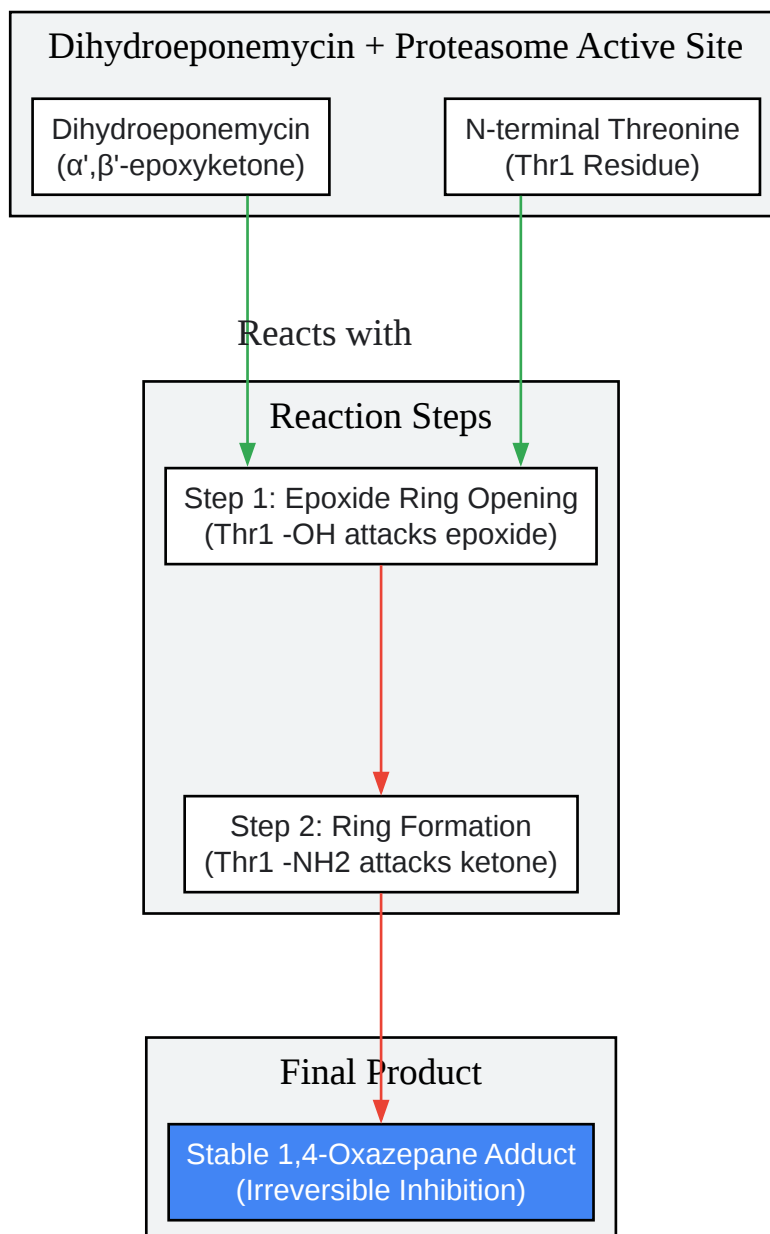 Dihydroeponemycin + Proteasome Active Site
Dihydroeponemycin
(α',β'-epoxyketone)
N-terminal Threonine
(Thr1 Residue)
Reacts with
Reaction Steps
Step 1: Epoxide Ring Opening
(Thr1 -OH attacks epoxide)
Step 2: Ring Formation
(Thr1 -NH2 attacks ketone)
Final Product
Stable 1,4-Oxazepane Adduct
(Irreversible Inhibition)